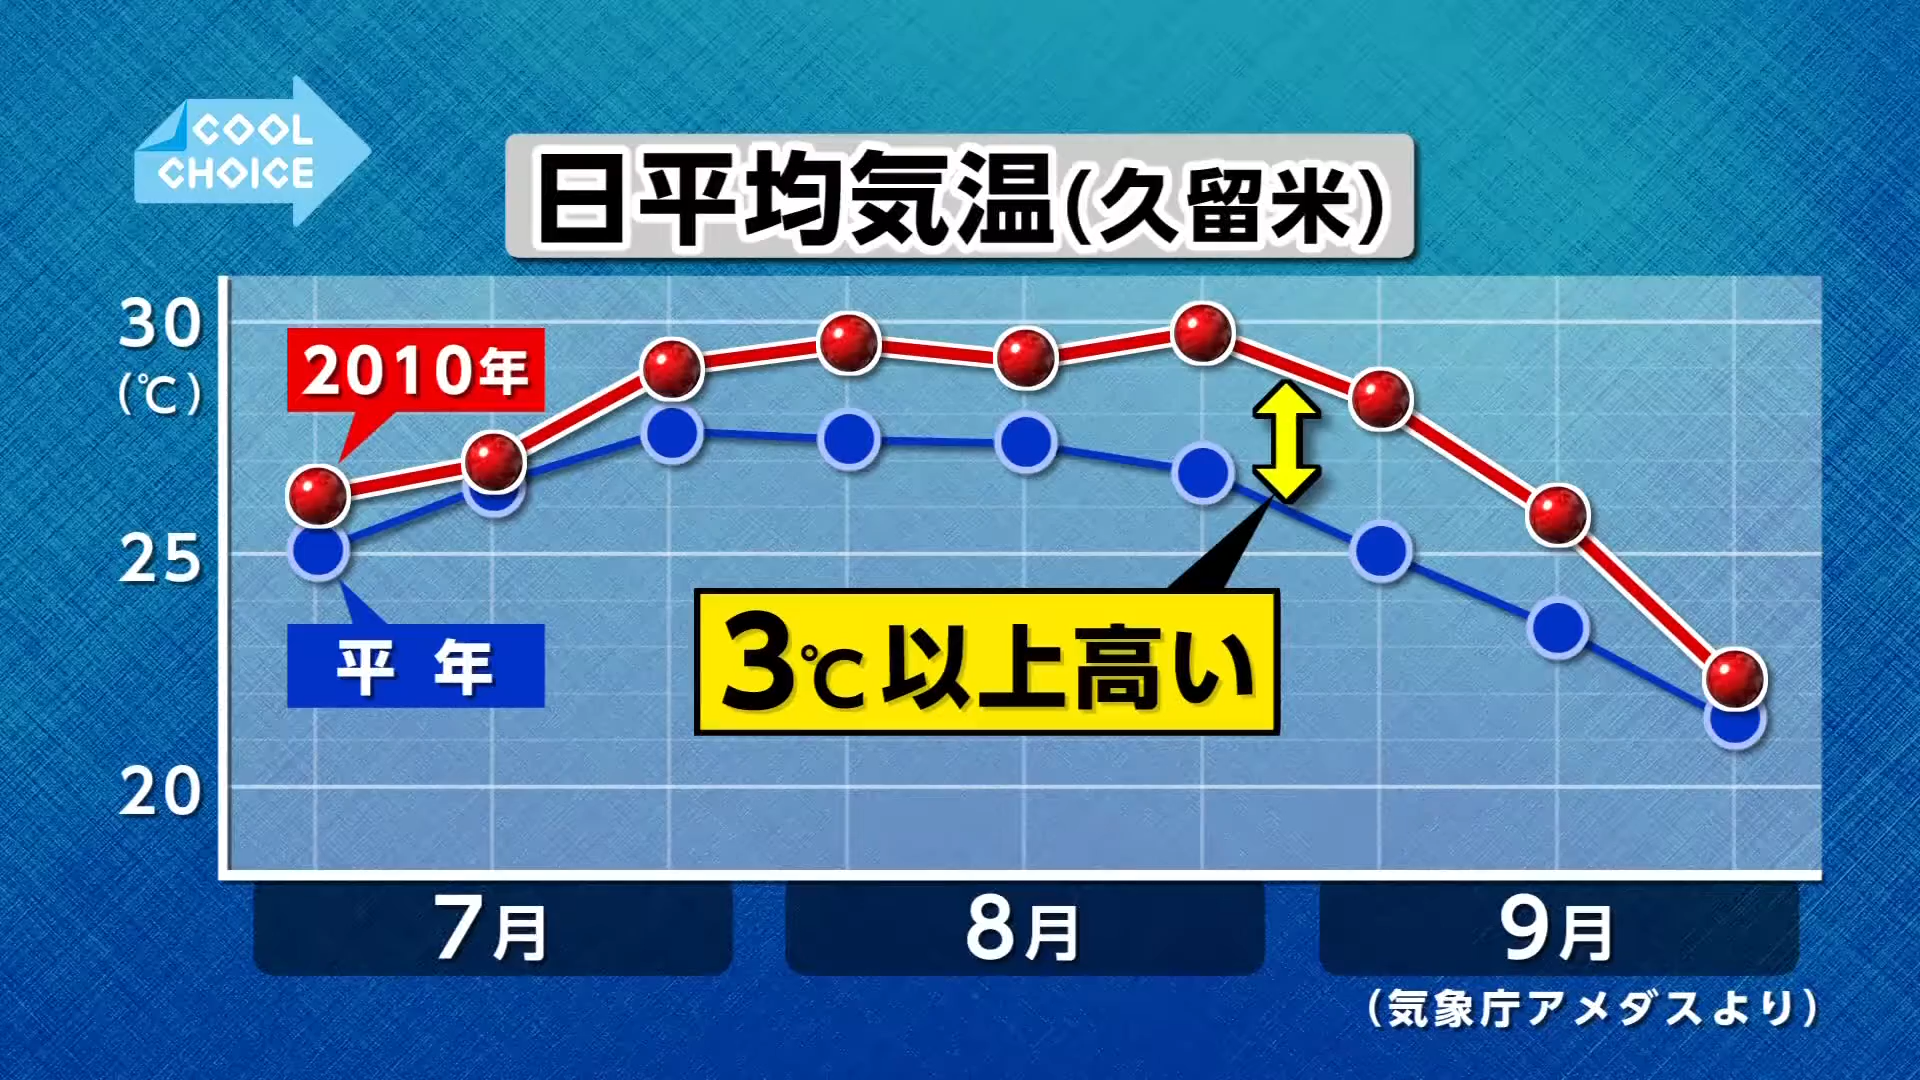 COOL
CHOICE
日平均気温(久留米)
30
(℃)
25
20
2010年
平年
3℃以上高い
7月
8月
9月
(気象庁アメダスより)